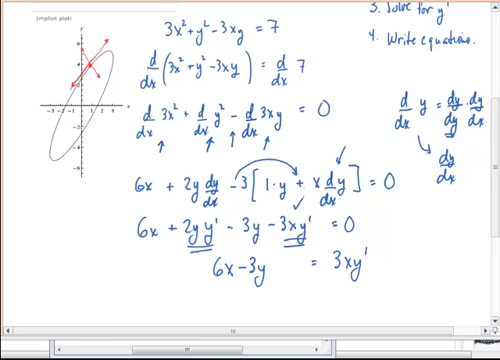 Implicit plot:
3. Solve for y'
4. Write equations.
3x² + y² - 3xy = 7
d/dx (3x² + y² - 3xy) = d/dx 7
d/dx 3x² + d/dx y² - d/dx 3xy = 0
d/dx y = dy/dy · dy/dx
dy/dx
6x + 2y dy/dx - 3[1·y + x d/dx y] = 0
6x + 2y y' - 3y - 3xy' = 0
6x - 3y = 3xy'